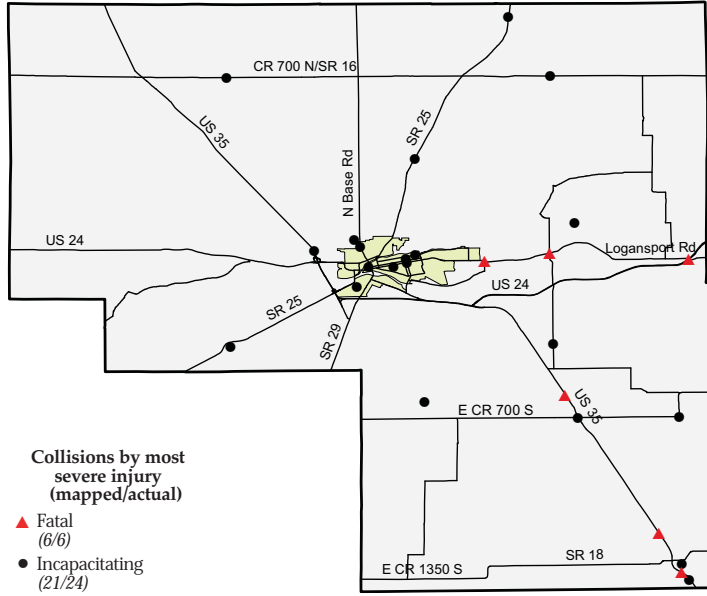 CR 700 N/SR 16
US 35
SR 25
N Base Rd
US 24
Logansport Rd
US 24
SR 25
SR 29
US 35
E CR 700 S
SR 18
E CR 1350 S
Collisions by most
severe injury
(mapped/actual)
Fatal
(6/6)
Incapacitating
(21/24)